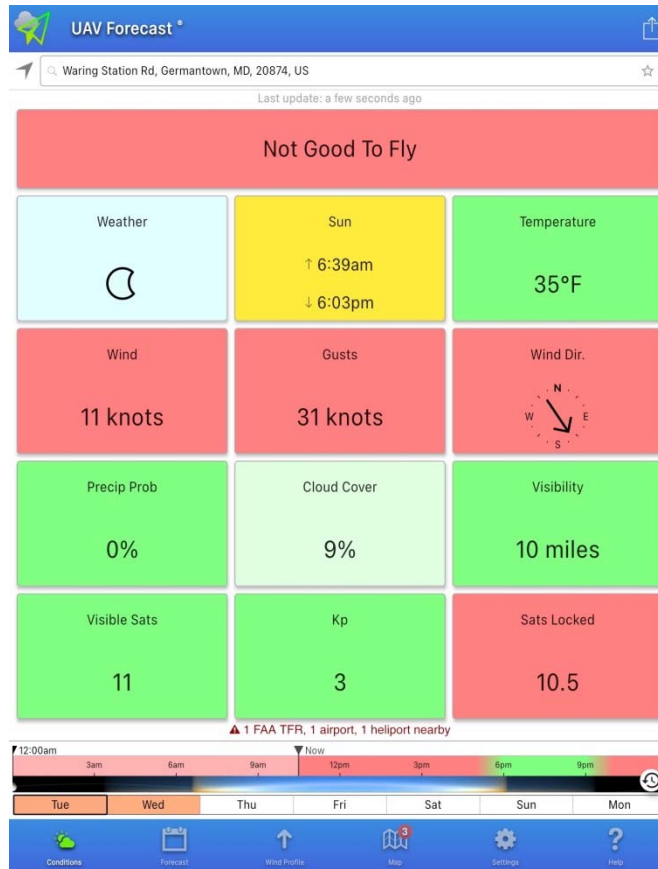 UAV Forecast
Waring Station Rd, Germantown, MD, 20874, US
Last update: a few seconds ago
Not Good To Fly
Weather
Sun
↑ 6:39am
↓ 6:03pm
Temperature
35°F
Wind
11 knots
Gusts
31 knots
Wind Dir.
N
W
E
S
Precip Prob
0%
Cloud Cover
9%
Visibility
10 miles
Visible Sats
11
Kp
3
Sats Locked
10.5
1 FAA TFR, 1 airport, 1 heliport nearby
12:00am
Now
3am 6am 9am 12pm 3pm 6pm 9pm
Tue Wed Thu Fri Sat Sun Mon
3
Conditions Forecast Wind Profile Map Settings Help